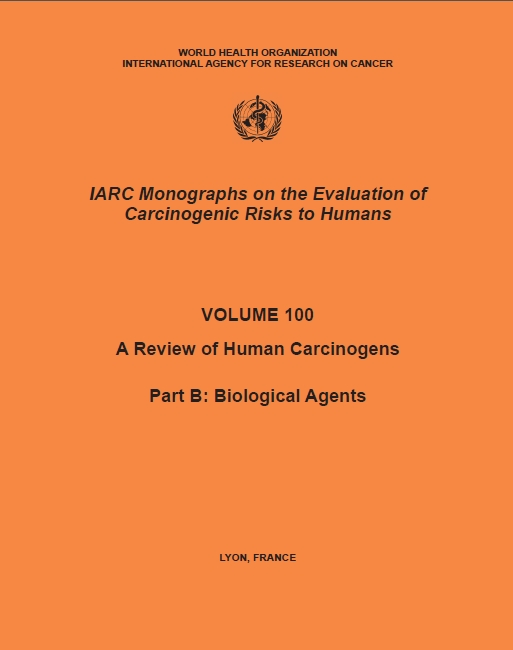 WORLD HEALTH ORGANIZATION
INTERNATIONAL AGENCY FOR RESEARCH ON CANCER
IARC Monographs on the Evaluation of
Carcinogenic Risks to Humans
VOLUME 100
A Review of Human Carcinogens
Part B: Biological Agents
LYON, FRANCE